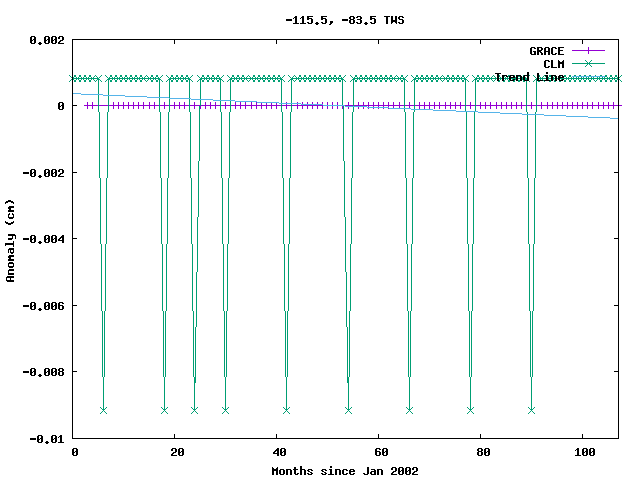 -115.5, -83.5 TWS
0.002
GRACE
CLM
Trend Line
0
-0.002
-0.004
Anomaly (cm)
-0.006
-0.008
-0.01
0 20 40 60 80 100
Months since Jan 2002